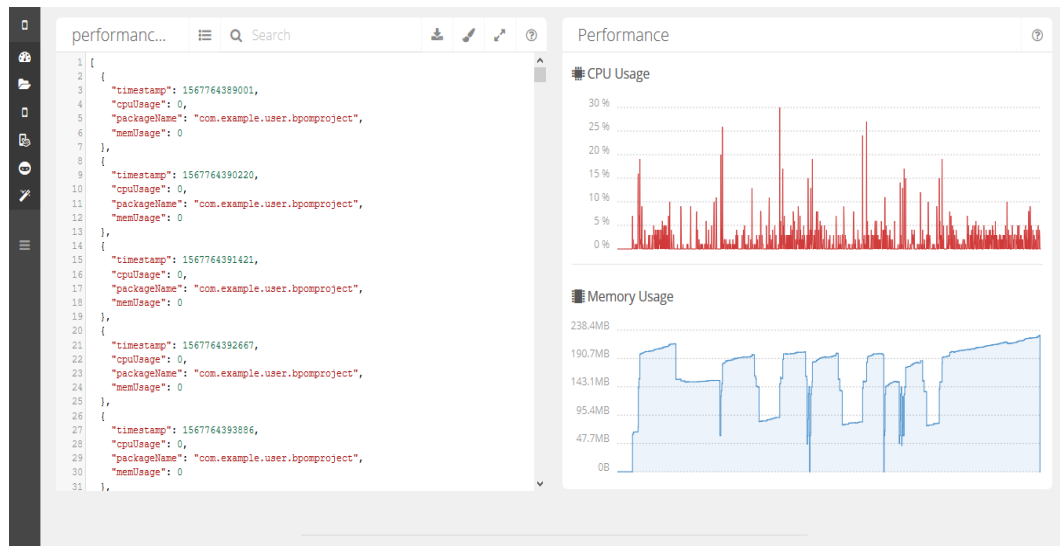 performanc...
Search
1 [
2 {
3 "timestamp": 1567764389001,
4 "cpuUsage": 0,
5 "packageName": "com.example.user.bpomproject",
6 "memUsage": 0
7 },
8 {
9 "timestamp": 1567764390220,
10 "cpuUsage": 0,
11 "packageName": "com.example.user.bpomproject",
12 "memUsage": 0
13 },
14 {
15 "timestamp": 1567764391421,
16 "cpuUsage": 0,
17 "packageName": "com.example.user.bpomproject",
18 "memUsage": 0
19 },
20 {
21 "timestamp": 1567764392667,
22 "cpuUsage": 0,
23 "packageName": "com.example.user.bpomproject",
24 "memUsage": 0
25 },
26 {
27 "timestamp": 1567764393886,
28 "cpuUsage": 0,
29 "packageName": "com.example.user.bpomproject",
30 "memUsage": 0
31 },
Performance
CPU Usage
30 %
25 %
20 %
15 %
10 %
5 %
0 %
Memory Usage
238.4MB
190.7MB
143.1MB
95.4MB
47.7MB
0B